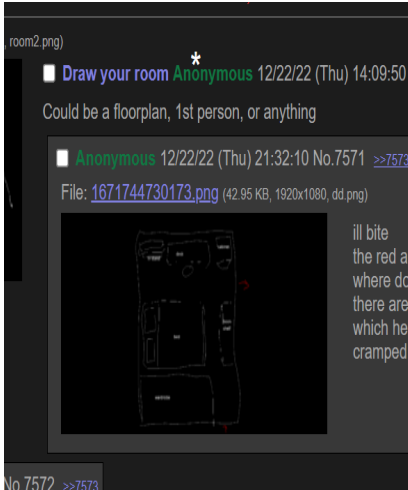 , room2.png)
*
Draw your room Anonymous 12/22/22 (Thu) 14:09:50
Could be a floorplan, 1st person, or anything
Anonymous 12/22/22 (Thu) 21:32:10 No.7571 >>7573
File: 1671744730173.png (42.95 KB, 1920x1080, dd.png)
ill bite
the red a
where do
there are
which he
cramped
No.7572 >>7573